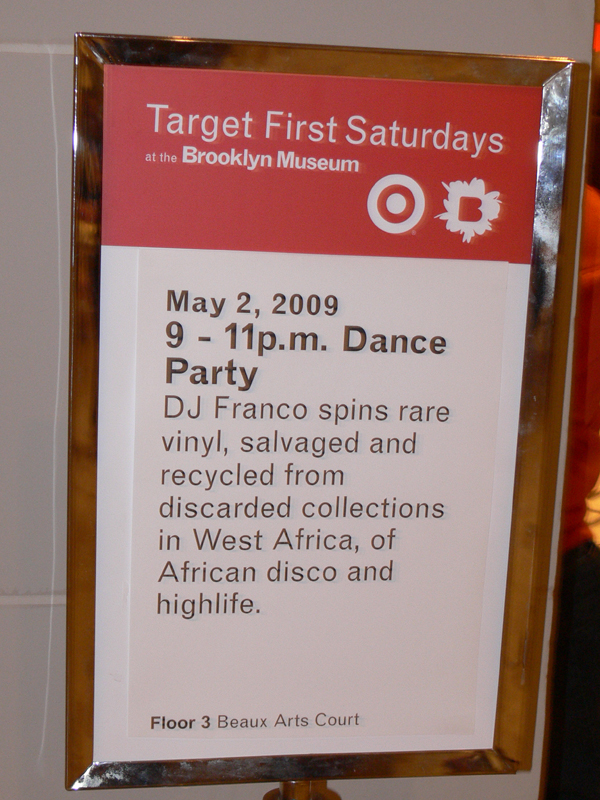 Target First Saturdays
at the Brooklyn Museum
B
May 2, 2009
9 - 11p.m. Dance
Party
DJ Franco spins rare
vinyl, salvaged and
recycled from
discarded collections
in West Africa, of
African disco and
highlife.
Floor 3 Beaux Arts Court